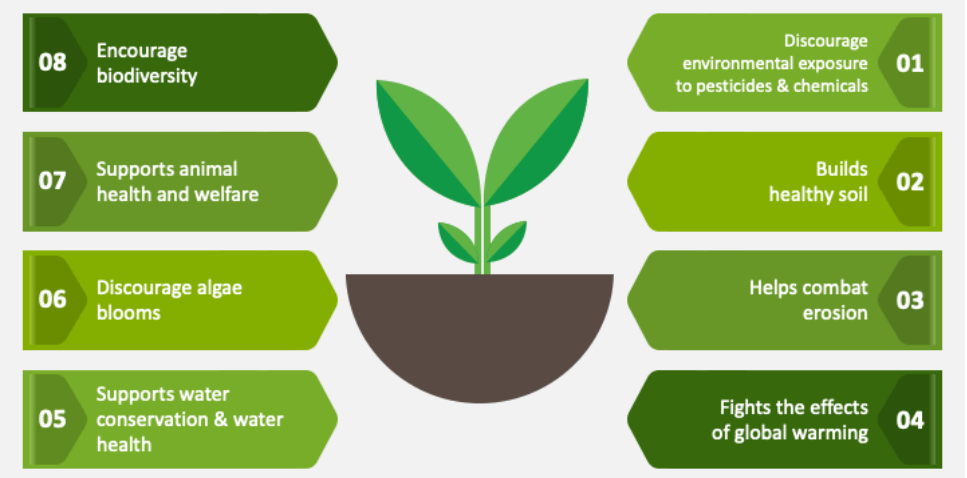 08
Encourage
biodiversity
07
Supports animal
health and welfare
06
Discourage algae
blooms
05
Supports water
conservation & water
health
Discourage
environmental exposure
to pesticides & chemicals
01
Builds
healthy soil
02
Helps combat
erosion
03
Fights the effects
of global warming
04